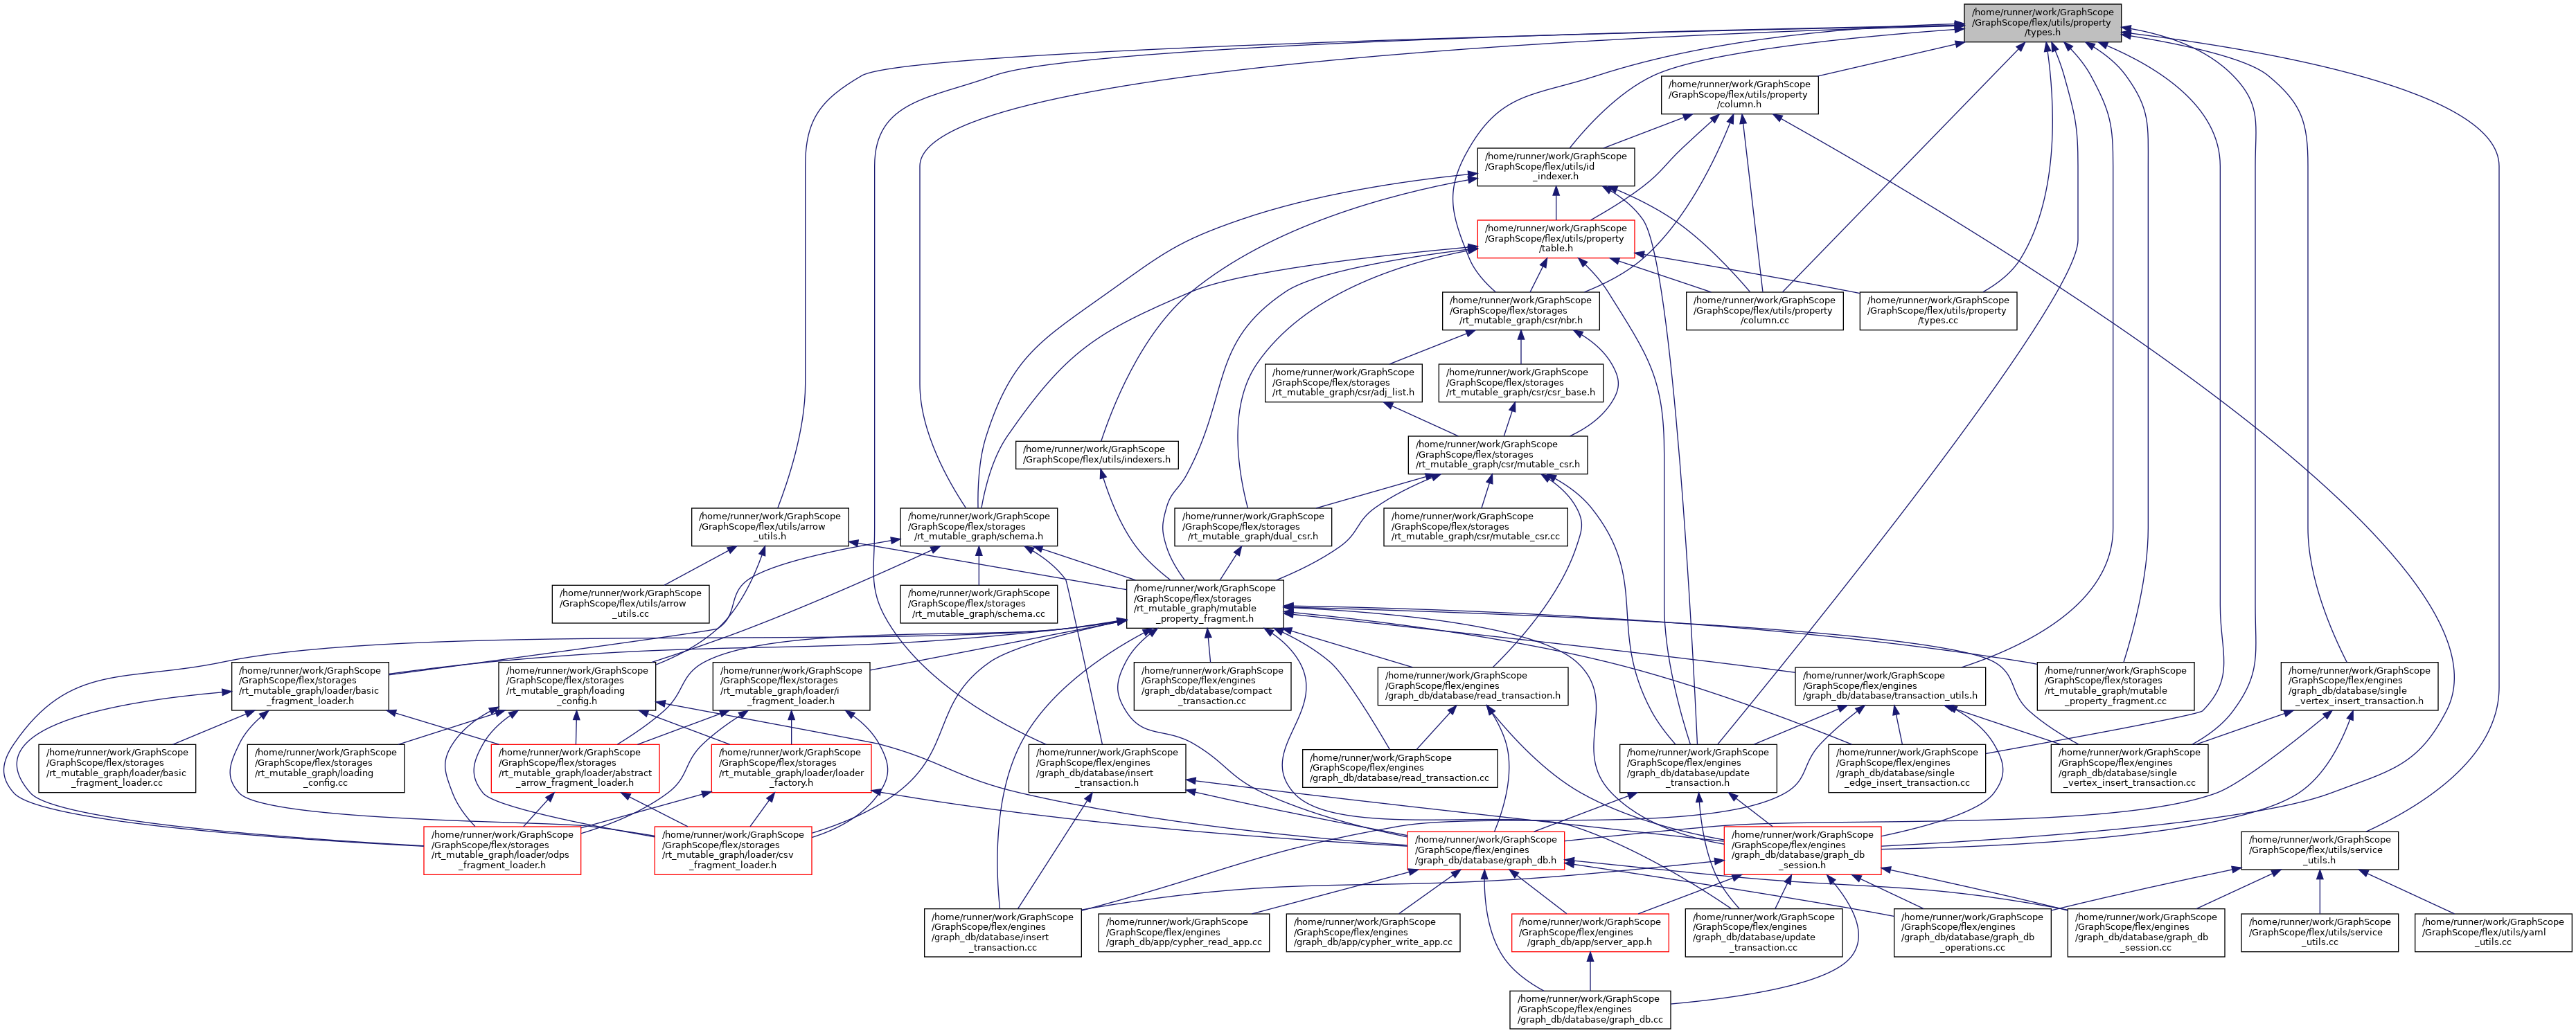 /home/runner/work/GraphScope
/GraphScope/flex/utils/property
/types.h
/home/runner/work/GraphScope
/GraphScope/flex/utils/property
/column.h
/home/runner/work/GraphScope
/GraphScope/flex/utils/id
_indexer.h
/home/runner/work/GraphScope
/GraphScope/flex/utils/property
/table.h
/home/runner/work/GraphScope
/GraphScope/flex/storages
/rt_mutable_graph/csr/nbr.h
/home/runner/work/GraphScope
/GraphScope/flex/utils/property
/column.cc
/home/runner/work/GraphScope
/GraphScope/flex/utils/property
/types.cc
/home/runner/work/GraphScope
/GraphScope/flex/storages
/rt_mutable_graph/csr/adj_list.h
/home/runner/work/GraphScope
/GraphScope/flex/storages
/rt_mutable_graph/csr/csr_base.h
/home/runner/work/GraphScope
/GraphScope/flex/utils/indexers.h
/home/runner/work/GraphScope
/GraphScope/flex/storages
/rt_mutable_graph/csr/mutable_csr.h
/home/runner/work/GraphScope
/GraphScope/flex/utils/arrow
_utils.h
/home/runner/work/GraphScope
/GraphScope/flex/storages
/rt_mutable_graph/schema.h
/home/runner/work/GraphScope
/GraphScope/flex/storages
/rt_mutable_graph/dual_csr.h
/home/runner/work/GraphScope
/GraphScope/flex/storages
/rt_mutable_graph/csr/mutable_csr.cc
/home/runner/work/GraphScope
/GraphScope/flex/utils/arrow
_utils.cc
/home/runner/work/GraphScope
/GraphScope/flex/storages
/rt_mutable_graph/schema.cc
/home/runner/work/GraphScope
/GraphScope/flex/storages
/rt_mutable_graph/mutable
_property_fragment.h
/home/runner/work/GraphScope
/GraphScope/flex/storages
/rt_mutable_graph/loader/basic
_fragment_loader.h
/home/runner/work/GraphScope
/GraphScope/flex/storages
/rt_mutable_graph/loading
_config.h
/home/runner/work/GraphScope
/GraphScope/flex/storages
/rt_mutable_graph/loader/i
_fragment_loader.h
/home/runner/work/GraphScope
/GraphScope/flex/engines
/graph_db/database/compact
_transaction.cc
/home/runner/work/GraphScope
/GraphScope/flex/engines
/graph_db/database/read_transaction.h
/home/runner/work/GraphScope
/GraphScope/flex/engines
/graph_db/database/transaction_utils.h
/home/runner/work/GraphScope
/GraphScope/flex/storages
/rt_mutable_graph/mutable
_property_fragment.cc
/home/runner/work/GraphScope
/GraphScope/flex/engines
/graph_db/database/single
_vertex_insert_transaction.h
/home/runner/work/GraphScope
/GraphScope/flex/storages
/rt_mutable_graph/loader/basic
_fragment_loader.cc
/home/runner/work/GraphScope
/GraphScope/flex/storages
/rt_mutable_graph/loading
_config.cc
/home/runner/work/GraphScope
/GraphScope/flex/storages
/rt_mutable_graph/loader/abstract
_arrow_fragment_loader.h
/home/runner/work/GraphScope
/GraphScope/flex/storages
/rt_mutable_graph/loader/loader
_factory.h
/home/runner/work/GraphScope
/GraphScope/flex/engines
/graph_db/database/insert
_transaction.h
/home/runner/work/GraphScope
/GraphScope/flex/engines
/graph_db/database/read_transaction.cc
/home/runner/work/GraphScope
/GraphScope/flex/engines
/graph_db/database/update
_transaction.h
/home/runner/work/GraphScope
/GraphScope/flex/engines
/graph_db/database/single
_edge_insert_transaction.cc
/home/runner/work/GraphScope
/GraphScope/flex/engines
/graph_db/database/single
_vertex_insert_transaction.cc
/home/runner/work/GraphScope
/GraphScope/flex/storages
/rt_mutable_graph/loader/odps
_fragment_loader.h
/home/runner/work/GraphScope
/GraphScope/flex/storages
/rt_mutable_graph/loader/csv
_fragment_loader.h
/home/runner/work/GraphScope
/GraphScope/flex/engines
/graph_db/database/graph_db.h
/home/runner/work/GraphScope
/GraphScope/flex/engines
/graph_db/database/graph_db
_session.h
/home/runner/work/GraphScope
/GraphScope/flex/utils/service
_utils.h
/home/runner/work/GraphScope
/GraphScope/flex/engines
/graph_db/database/insert
_transaction.cc
/home/runner/work/GraphScope
/GraphScope/flex/engines
/graph_db/app/cypher_read_app.cc
/home/runner/work/GraphScope
/GraphScope/flex/engines
/graph_db/app/cypher_write_app.cc
/home/runner/work/GraphScope
/GraphScope/flex/engines
/graph_db/app/server_app.h
/home/runner/work/GraphScope
/GraphScope/flex/engines
/graph_db/database/update
_transaction.cc
/home/runner/work/GraphScope
/GraphScope/flex/engines
/graph_db/database/graph_db
_operations.cc
/home/runner/work/GraphScope
/GraphScope/flex/engines
/graph_db/database/graph_db
_session.cc
/home/runner/work/GraphScope
/GraphScope/flex/utils/service
_utils.cc
/home/runner/work/GraphScope
/GraphScope/flex/utils/yaml
_utils.cc
/home/runner/work/GraphScope
/GraphScope/flex/engines
/graph_db/database/graph_db.cc